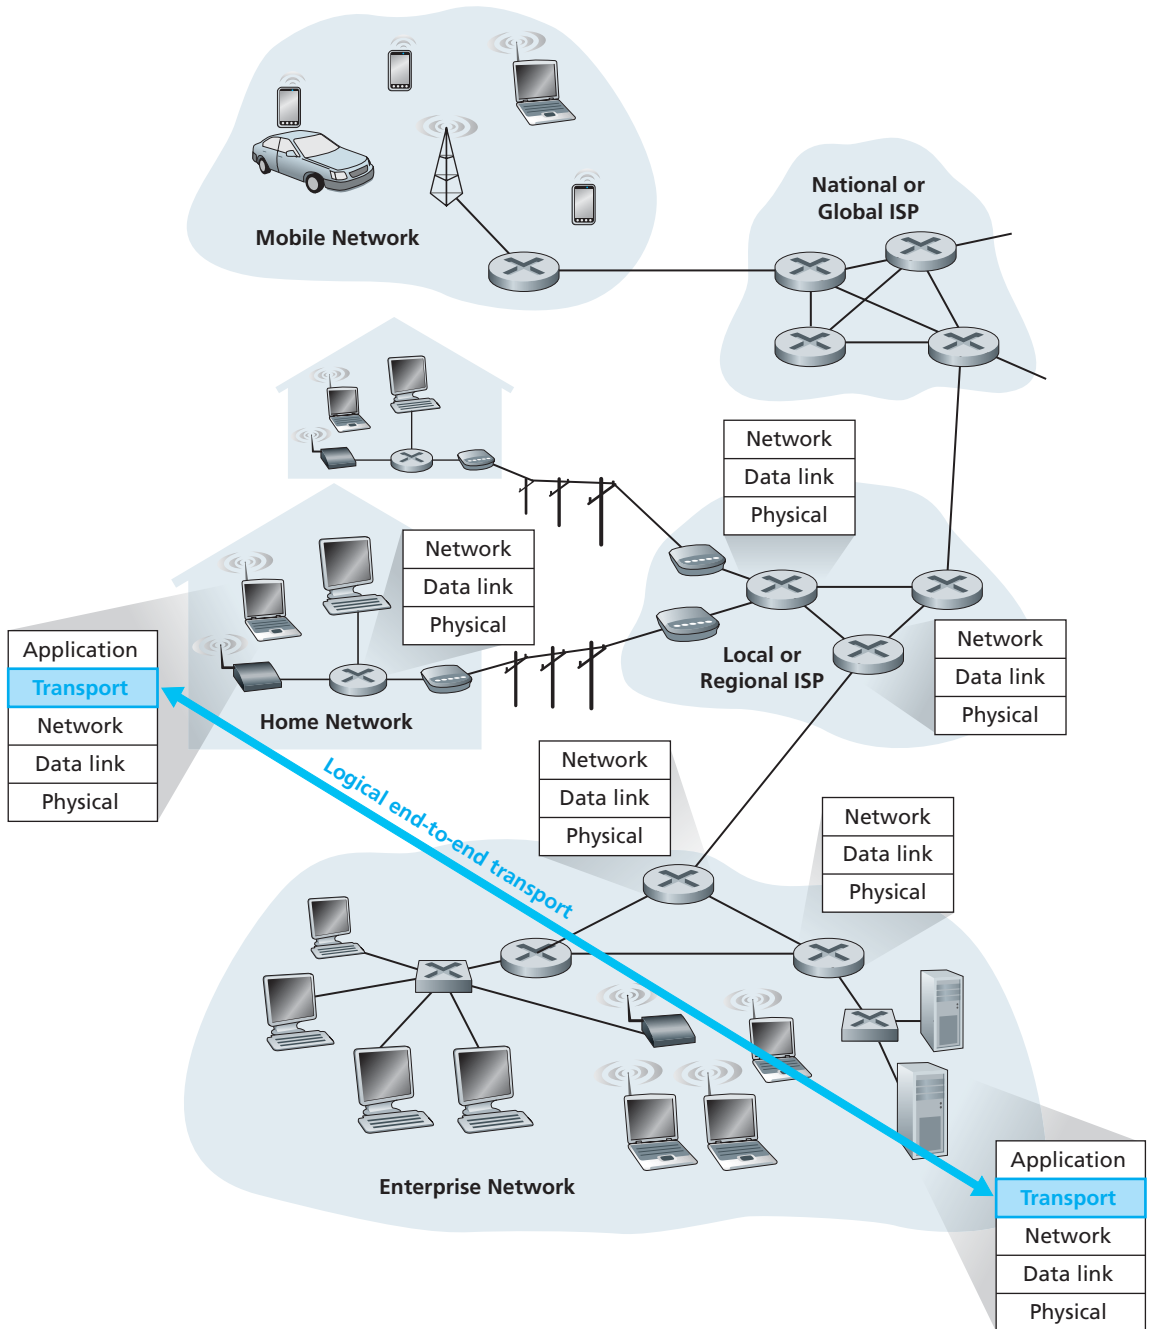 National or
Global ISP
Mobile Network
Network
Data link
Physical
Network
Data link
Physical
Application
Transport
Network
Data link
Physical
Home Network
Local or
Regional ISP
Network
Data link
Physical
Logical end-to-end transport
Network
Data link
Physical
Network
Data link
Physical
Enterprise Network
Application
Transport
Network
Data link
Physical